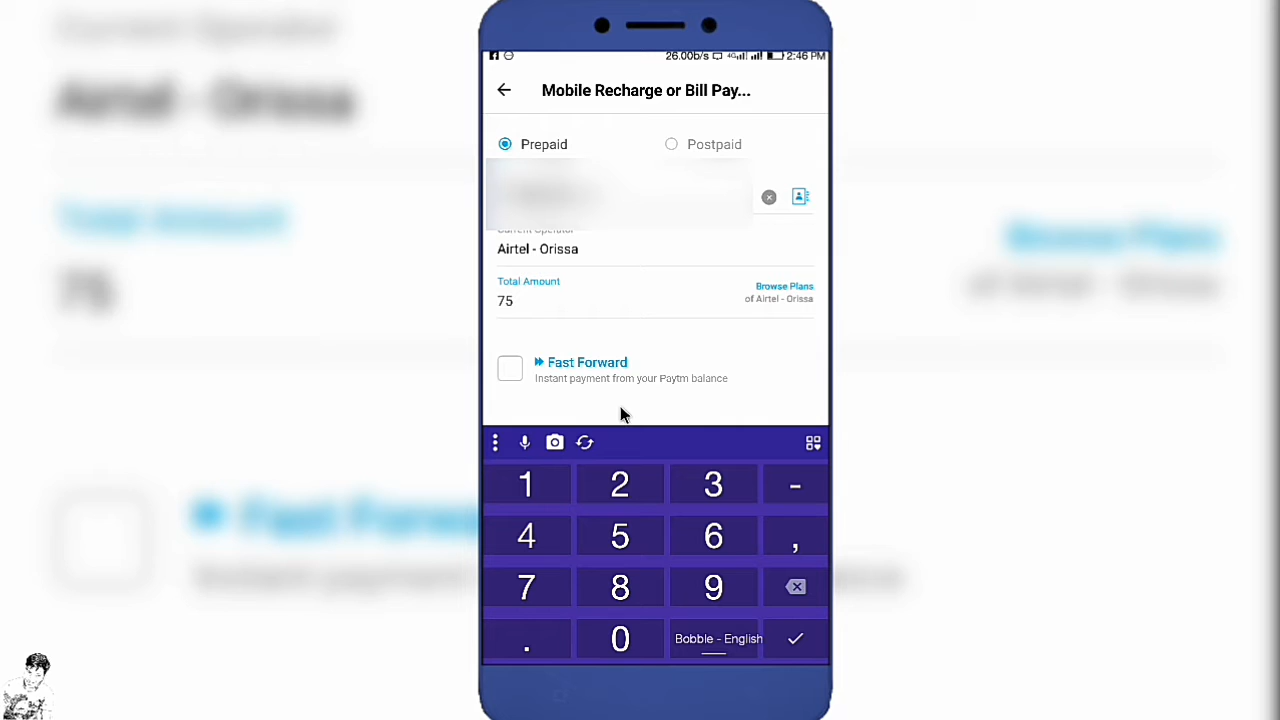 26.00b/s 4G 2:46 PM
Mobile Recharge or Bill Pay...
Prepaid Postpaid
Current Operator
Airtel - Orissa
Total Amount
75
Browse Plans
of Airtel - Orissa
Fast Forward
Instant payment from your Paytm balance
1 2 3 -
4 5 6 ,
7 8 9
. 0 Bobble - English